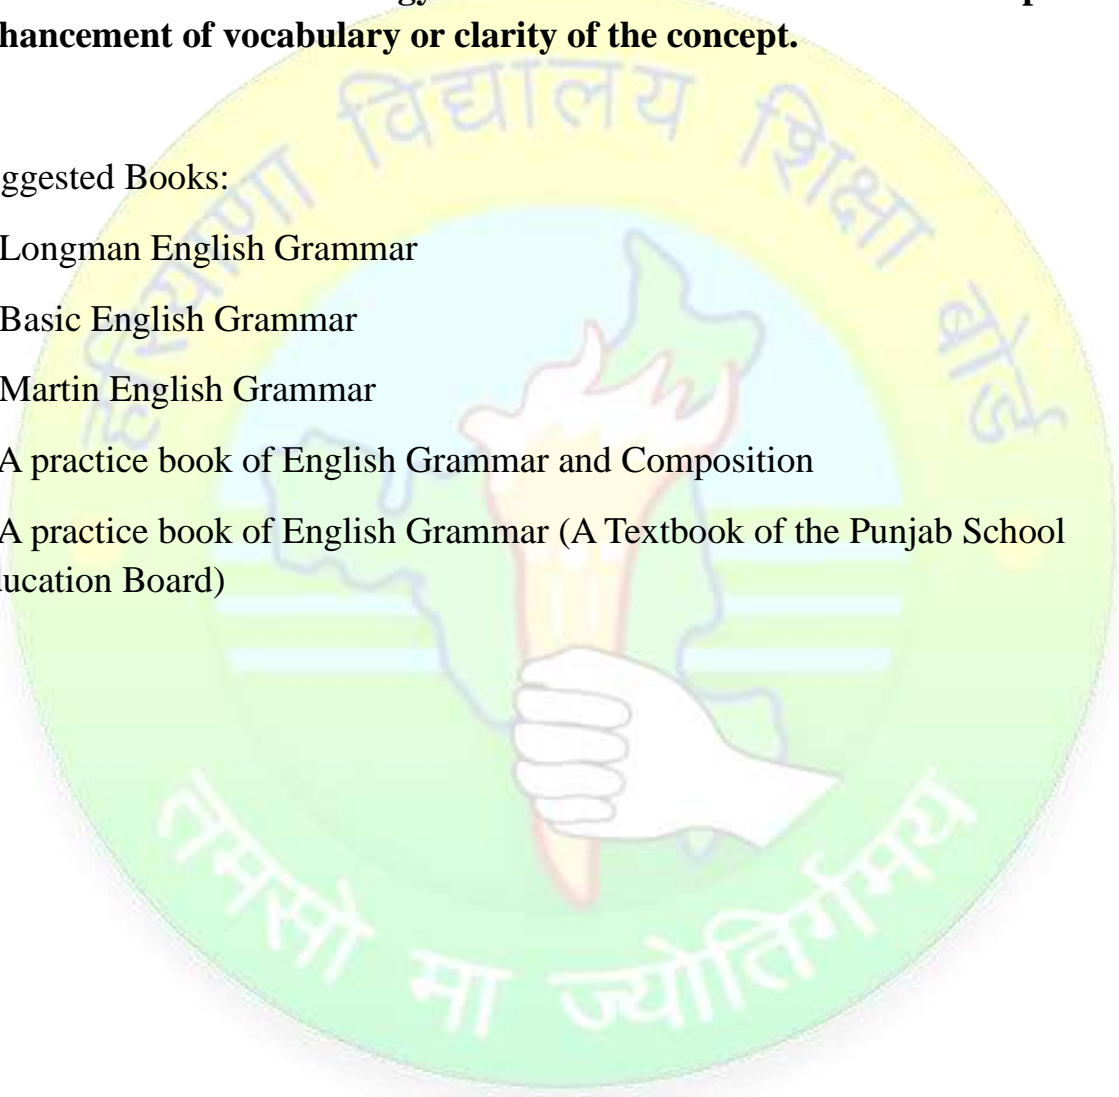 hancement of vocabulary or clarity of the concept.
हरियाणा विद्यालय शिक्षा बोर्ड
ggested Books:
Longman English Grammar
Basic English Grammar
Martin English Grammar
A practice book of English Grammar and Composition
A practice book of English Grammar (A Textbook of the Punjab School
ucation Board)
तमसो मा ज्योतिर्गमय